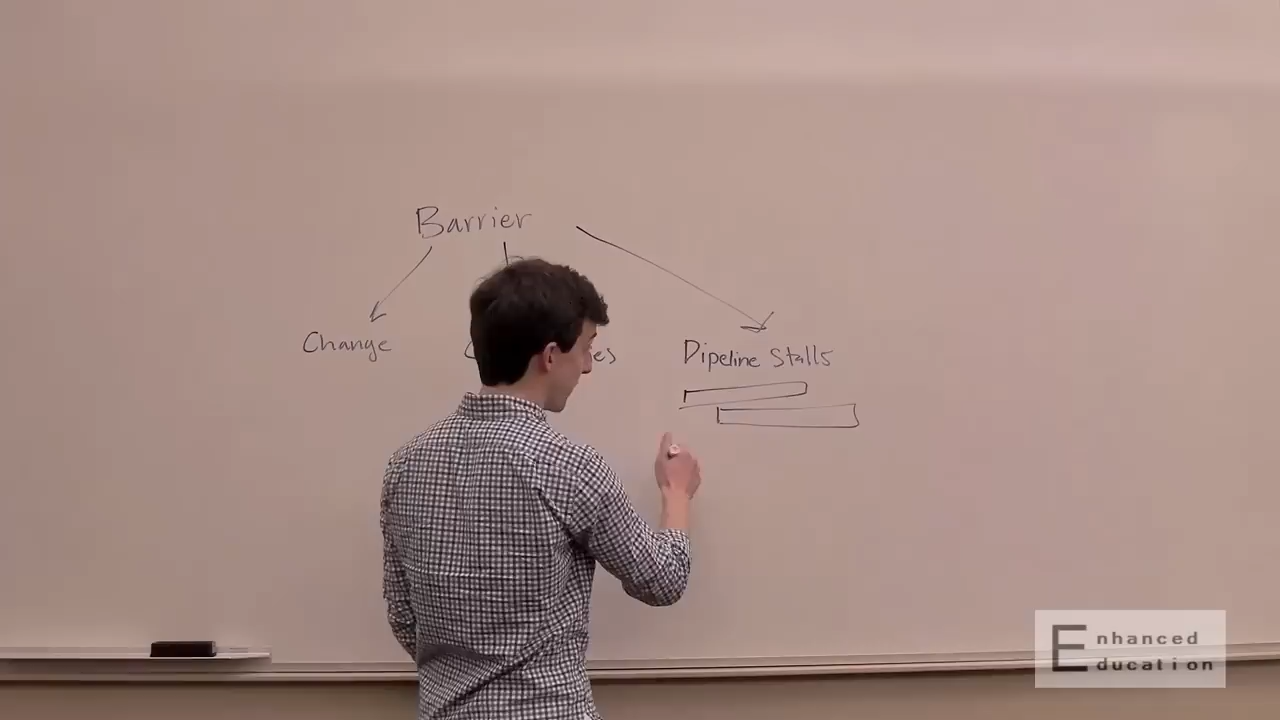 Barrier
Change
Pipeline Stalls
Enhanced
Education